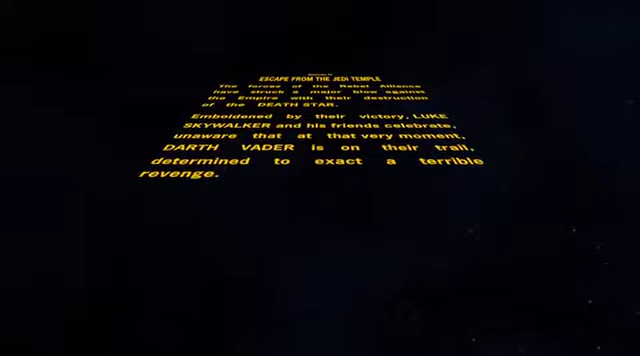 ESCAPE FROM THE JEDI TEMPLE
The forces of the Rebel Alliance
have struck a major blow against
the Empire with their destruction
of the DEATH STAR.
Emboldened by their victory, LUKE
SKYWALKER and his friends celebrate,
unaware that at that very moment,
DARTH VADER is on their trail,
determined to exact a terrible
revenge.